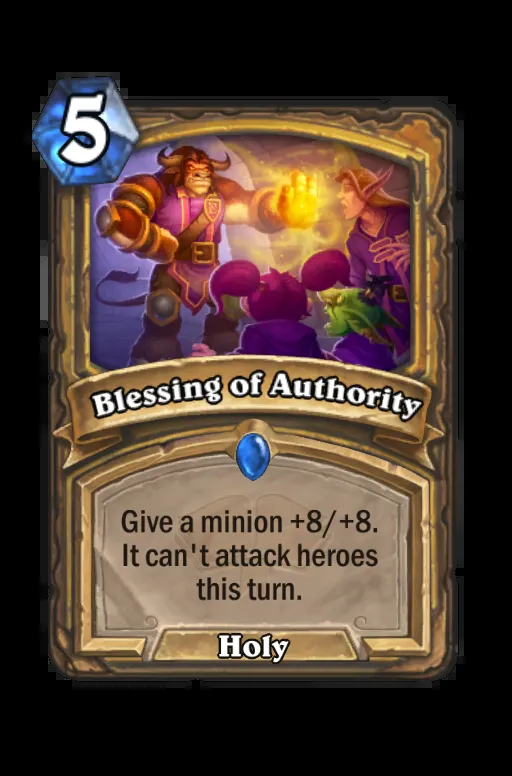 5
Blessing of Authority
Give a minion +8/+8.
It can't attack heroes
this turn.
Holy